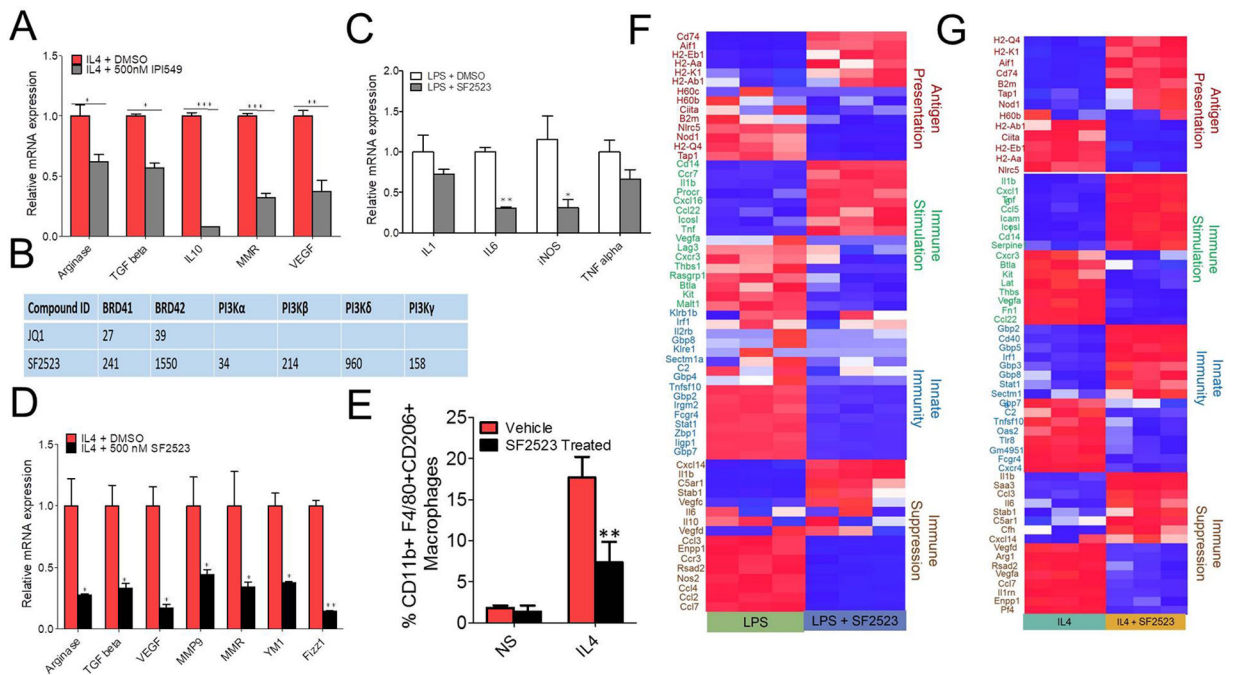 A
IL4 + DMSO
IL4 + 500nM IPI549
Relative mRNA expression
1.5
1.0
0.5
0.0
*
*
***
***
**
Arginase
TGF beta
IL10
MMR
VEGF
B
Compound ID BRD41 BRD42 PI3Kα PI3Kβ PI3Kδ PI3Kγ
JQ1 27 39
SF2523 241 1550 34 214 960 158
C
LPS + DMSO
LPS + SF2523
Relative mRNA expression
2.0
1.5
1.0
0.5
0.0
**
*
IL1
IL6
iNOS
TNF alpha
D
IL4 + DMSO
IL4 + 500 nM SF2523
Relative mRNA expression
1.5
1.0
0.5
0.0
*
*
*
*
*
*
**
Arginase
TGF beta
VEGF
MMP9
MMR
YM1
Fizz1
E
Vehicle
SF2523 Treated
% CD11b+ F4/80+CD206+
Macrophages
25
20
15
10
5
0
**
NS
IL4
F
Cd74
Aif1
H2-Eb1
H2-Aa
H2-K1
H2-Ab1
H60c
H60b
Ciita
B2m
Nlrc5
Nod1
H2-Q4
Tap1
Cd14
Ccr7
Il1b
Procr
Cxcl16
Ccl22
Icosl
Tnf
Vegfa
Lag3
Cxcr3
Thbs1
Rasgrp1
Btla
Kit
Malt1
Klrb1b
Irf1
Il2rb
Gbp8
Klre1
Sectm1a
C2
Gbp4
Tnfsf10
Gbp2
Irgm2
Fcgr4
Stat1
Zbp1
Iigp1
Gbp7
Cxcl14
Il1b
C5ar1
Stab1
Vegfc
Il6
Il10
Vegfd
Ccl3
Enpp1
Ccr3
Rsad2
Nos2
Ccl4
Ccl2
Ccl7
Antigen
Presentation
Immune
Stimulation
Innate
Immunity
Immune
Suppression
LPS
LPS + SF2523
G
H2-Q4
H2-K1
Aif1
Cd74
B2m
Tap1
Nod1
H60b
H2-Ab1
Ciita
H2-Eb1
H2-Aa
Nlrc5
Il1b
Cxcl1
Tnf
Ccl5
Icam
Icosl
Cd14
Serpine
Cxcr3
Btla
Kit
Lat
Thbs
Vegfa
Fn1
Ccl22
Gbp2
Cd40
Gbp5
Irf1
Gbp3
Gbp8
Stat1
Sectm1
Gbp7
C2
Tnfsf10
Oas2
Tlr8
Gm4951
Fcgr4
Cxcr4
Il1b
Saa3
Ccl3
Il6
Stab1
C5ar1
Cfh
Cxcl14
Vegfd
Arg1
Rsad2
Vegfa
Ccl7
Il1rn
Enpp1
Pf4
Antigen
Presentation
Immune
Stimulation
Innate
Immunity
Immune
Suppression
IL4
IL4 + SF2523